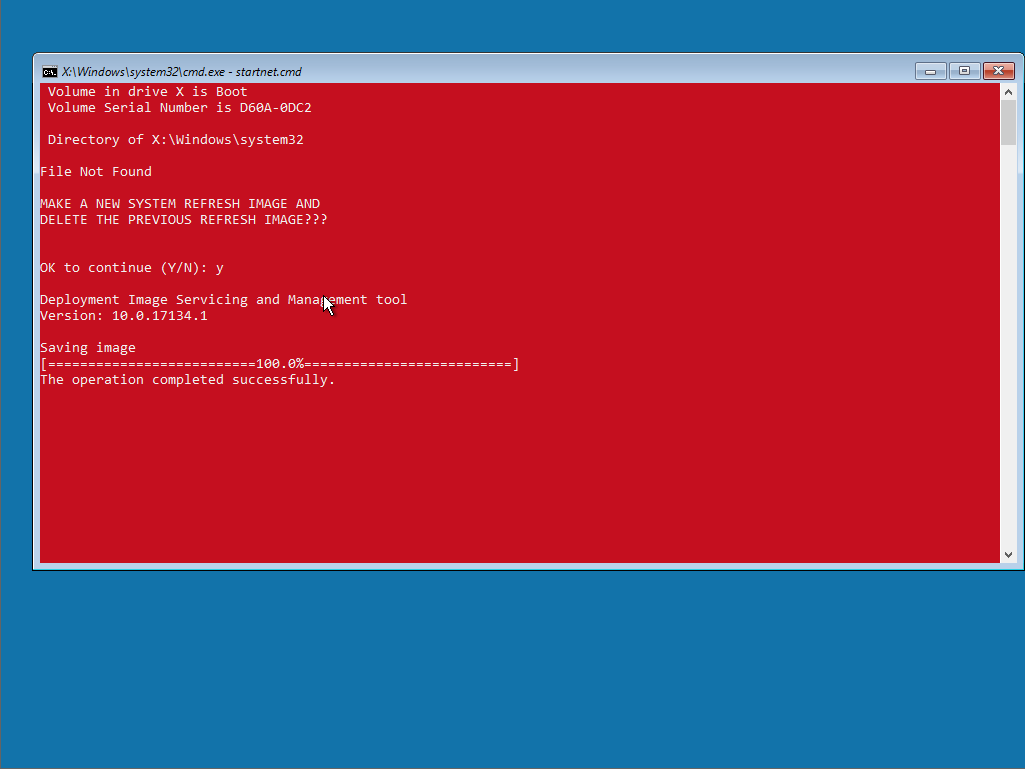 X:\Windows\system32\cmd.exe - startnet.cmd
Volume in drive X is Boot
Volume Serial Number is D60A-0DC2
Directory of X:\Windows\system32
File Not Found
MAKE A NEW SYSTEM REFRESH IMAGE AND
DELETE THE PREVIOUS REFRESH IMAGE???
OK to continue (Y/N): y
Deployment Image Servicing and Management tool
Version: 10.0.17134.1
Saving image
[==========================100.0%==========================]
The operation completed successfully.